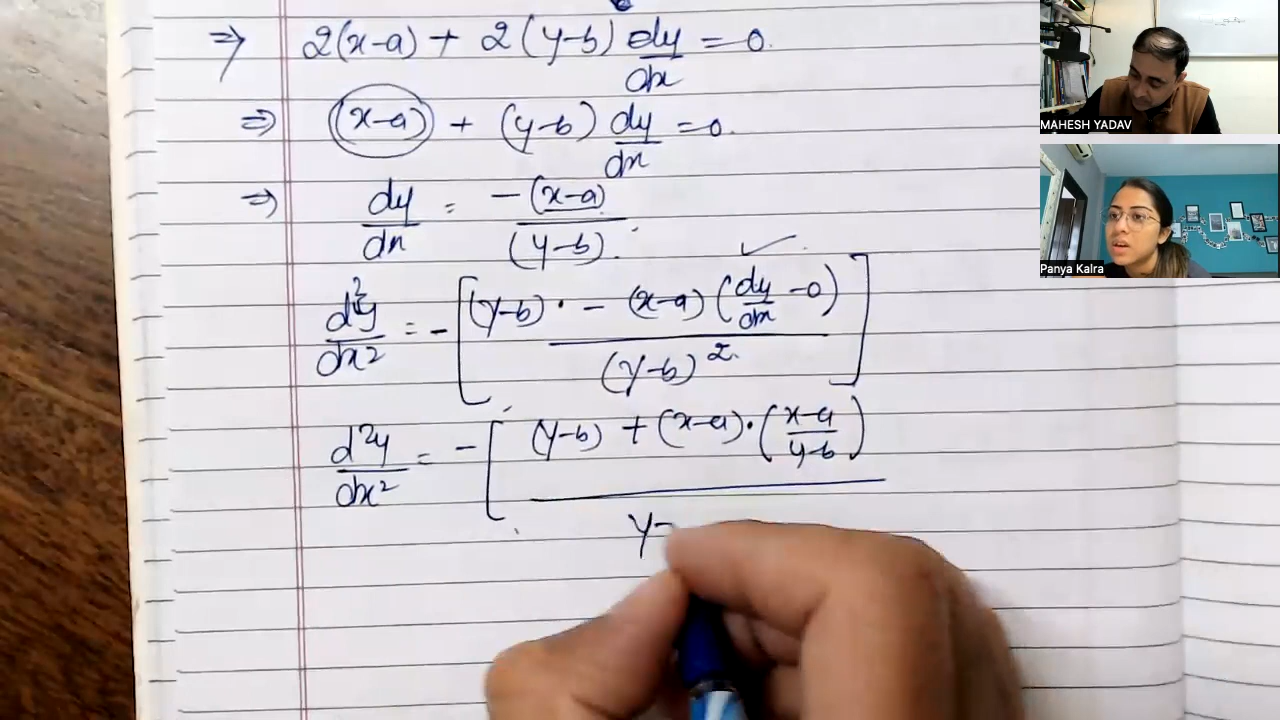 ⇒ 2(x-a) + 2(y-b) dy/dx = 0.
⇒ (x-a) + (y-b) dy/dx = 0.
⇒ dy/dx = -(x-a)/(y-b).
d²y/dx² = -[(y-b)· - (x-a)(dy/dx - 0)/(y-b)².]
d²y/dx² = -[(y-b) + (x-a)·(x-a/y-b)/y-
MAHESH YADAV
Panya Kalra